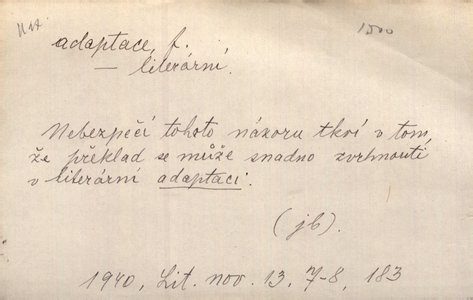 1500
adaptace, f.
— literární.
Nebezpečí tohoto názoru tkví v tom,
že překlad se může snadno zvrhnouti
v literární adaptaci.
(jb).
1940, Lit. nov. 13, 7-8, 183